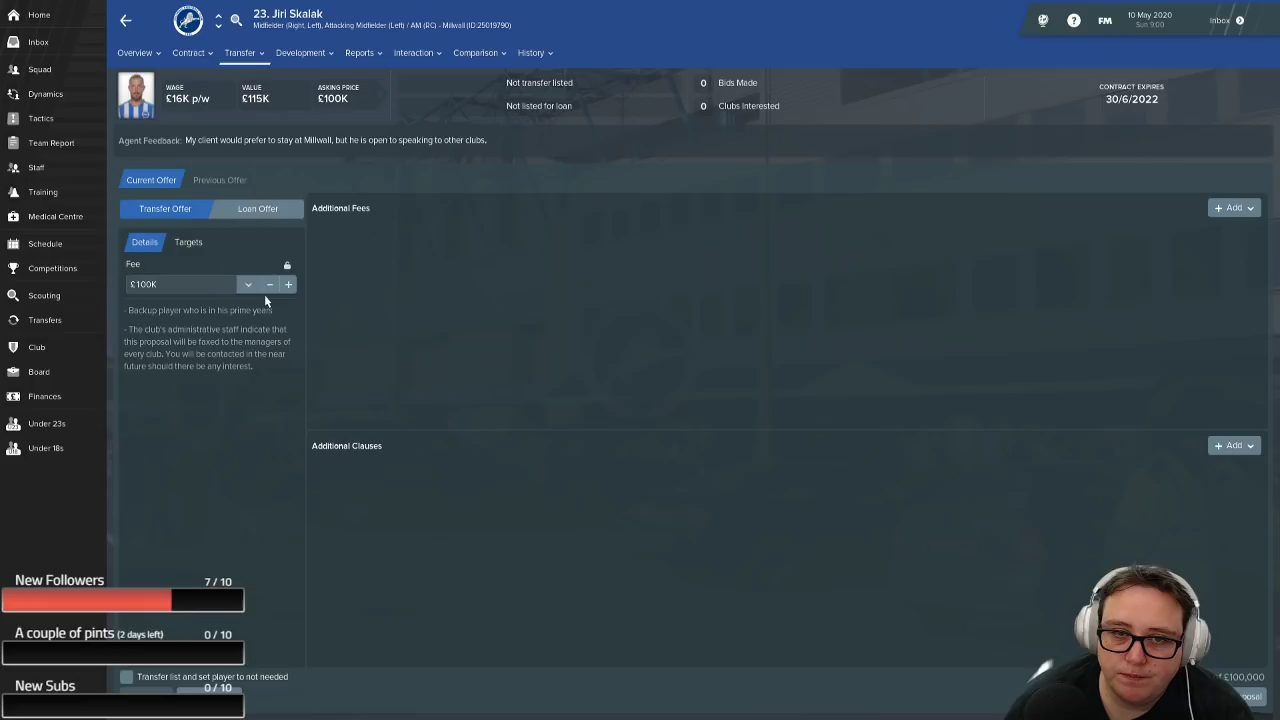 Home
Inbox
Squad
Dynamics
Tactics
Team Report
Staff
Training
Medical Centre
Schedule
Competitions
Scouting
Transfers
Club
Board
Finances
Under 23s
Under 18s
23. Jiri Skalak
Midfielder (Right, Left), Attacking Midfielder (Left) / AM (RC) - Millwall (ID:25019790)
FM
10 May 2020
Sun 9:00
Inbox
Overview
Contract
Transfer
Development
Reports
Interaction
Comparison
History
WAGE
£16K p/w
VALUE
£115K
ASKING PRICE
£100K
Not transfer listed
0 Bids Made
Not listed for loan
0 Clubs Interested
CONTRACT EXPIRES
30/6/2022
Agent Feedback: My client would prefer to stay at Millwall, but he is open to speaking to other clubs.
Current Offer
Previous Offer
Transfer Offer
Loan Offer
Additional Fees
+ Add
Details
Targets
Fee
£100K
- Backup player who is in his prime years
- The club's administrative staff indicate that
this proposal will be faxed to the managers of
every club. You will be contacted in the near
future should there be any interest.
Additional Clauses
+ Add
Transfer list and set player to not needed
£100,000
New Followers
7 / 10
A couple of pints (2 days left)
0 / 10
New Subs
0 / 10